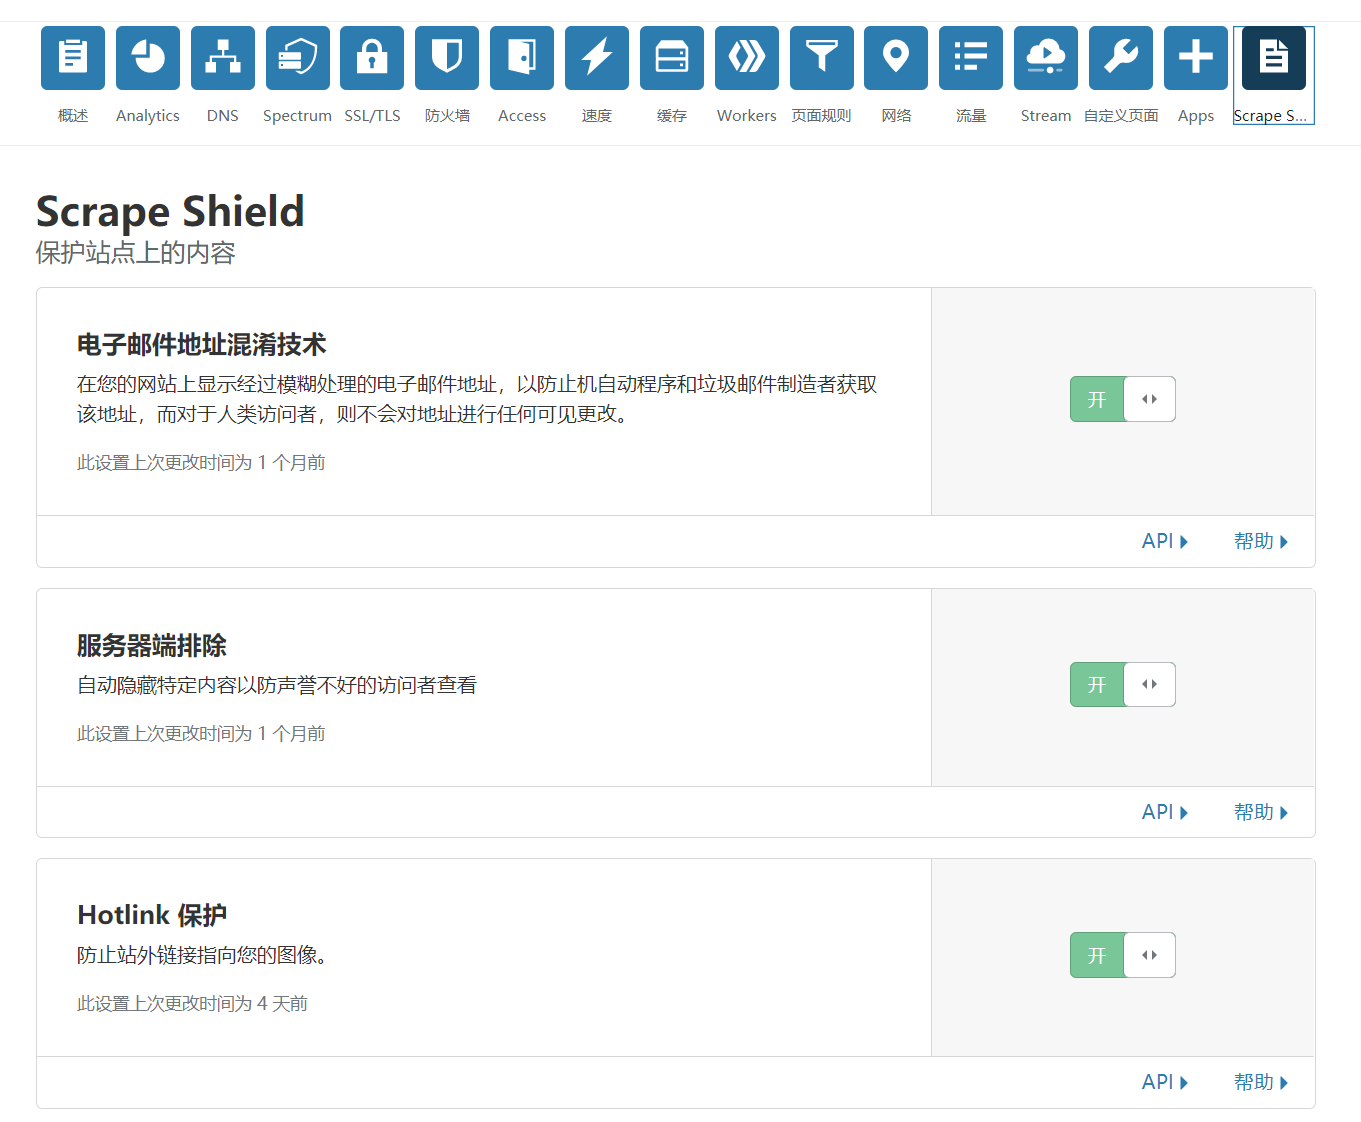 概述 Analytics DNS Spectrum SSL/TLS 防火墙 Access 速度 缓存 Workers 页面规则 网络 流量 Stream 自定义页面 Apps Scrape S...
Scrape Shield
保护站点上的内容
电子邮件地址混淆技术
在您的网站上显示经过模糊处理的电子邮件地址，以防止机自动程序和垃圾邮件制造者获取
该地址，而对于人类访问者，则不会对地址进行任何可见更改。
开
此设置上次更改时间为 1 个月前
API 帮助
服务器端排除
自动隐藏特定内容以防声誉不好的访问者查看
开
此设置上次更改时间为 1 个月前
API 帮助
Hotlink 保护
防止站外链接指向您的图像。
开
此设置上次更改时间为 4 天前
API 帮助